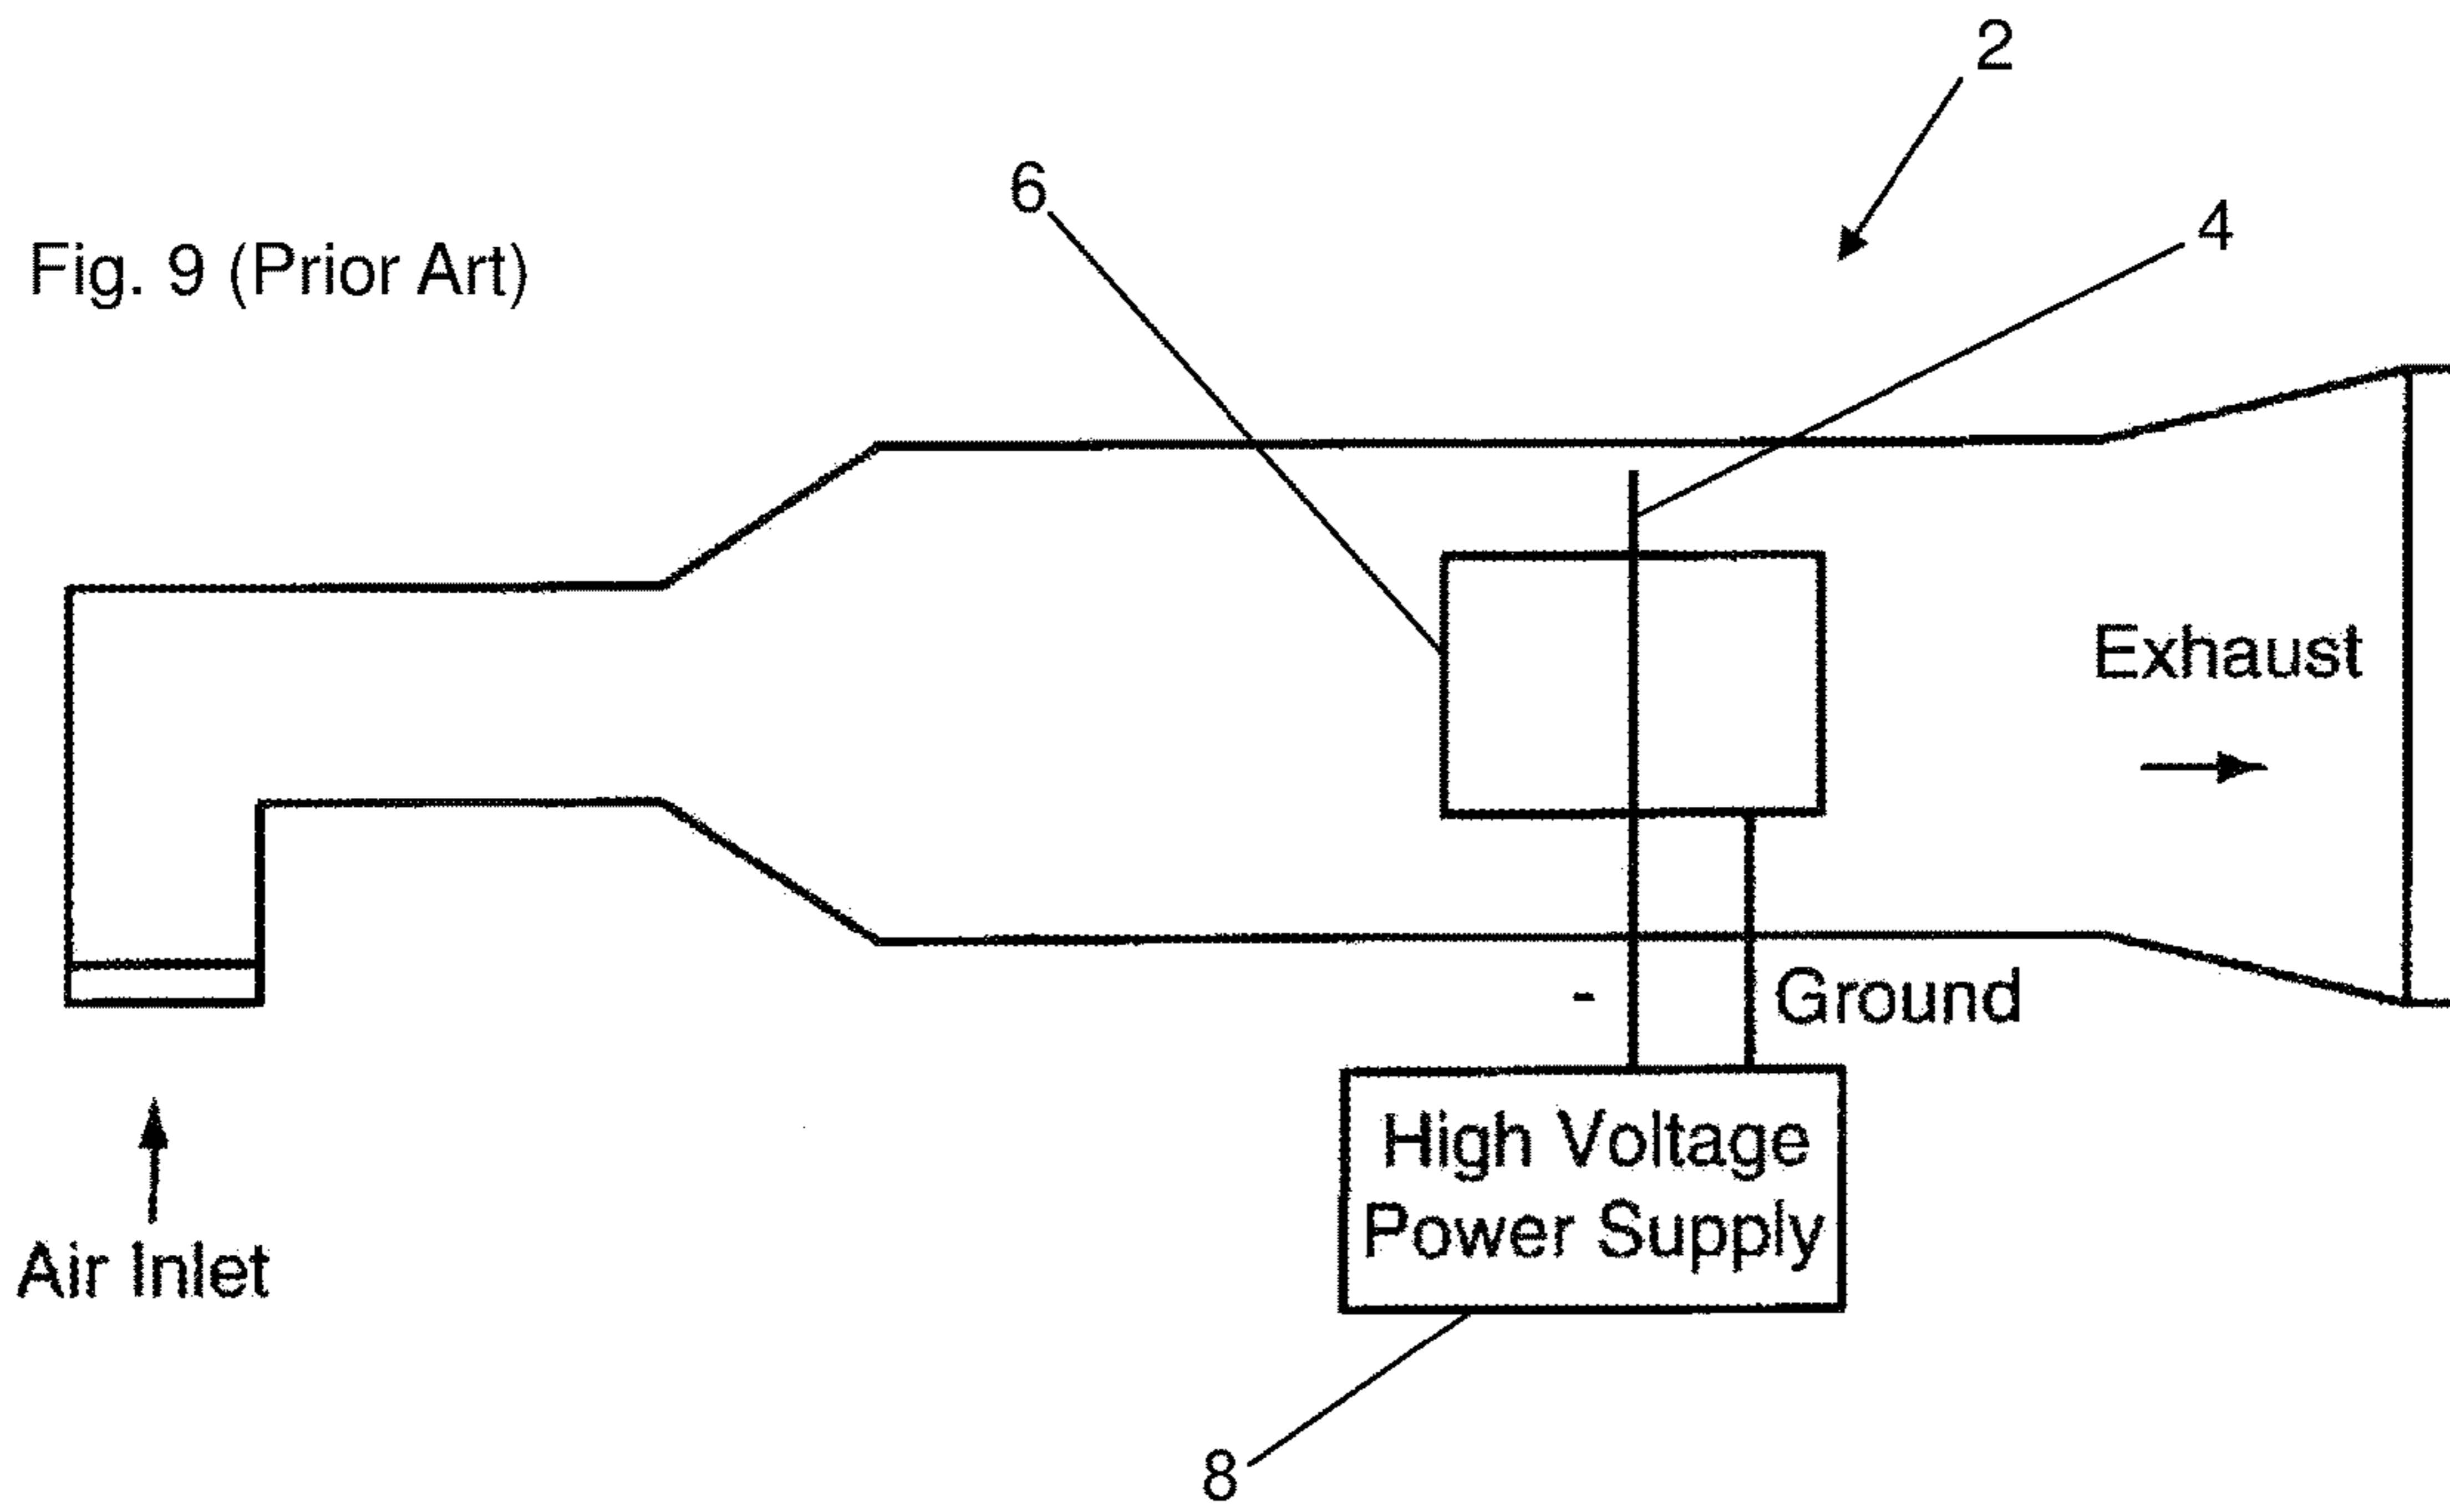 2
6
4
Fig. 9 (Prior Art)
Exhaust
-
Ground
High Voltage
Power Supply
Air Inlet
8